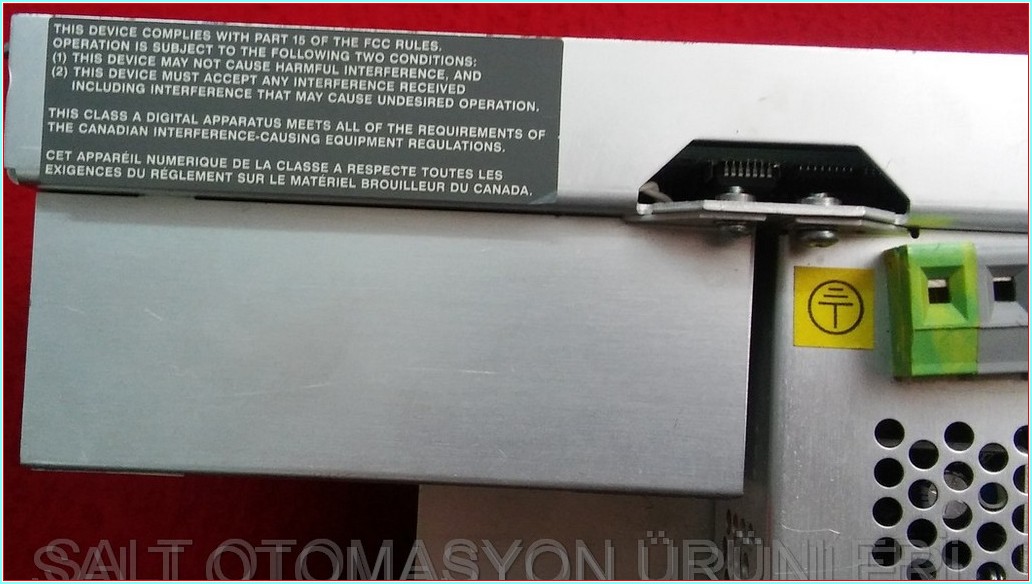 THIS DEVICE COMPLIES WITH PART 15 OF THE FCC RULES.
OPERATION IS SUBJECT TO THE FOLLOWING TWO CONDITIONS:
(1) THIS DEVICE MAY NOT CAUSE HARMFUL INTERFERENCE, AND
(2) THIS DEVICE MUST ACCEPT ANY INTERFERENCE RECEIVED
INCLUDING INTERFERENCE THAT MAY CAUSE UNDESIRED OPERATION.
THIS CLASS A DIGITAL APPARATUS MEETS ALL OF THE REQUIREMENTS OF
THE CANADIAN INTERFERENCE-CAUSING EQUIPMENT REGULATIONS.
CET APPARÉIL NUMERIQUE DE LA CLASSE A RESPECTE TOUTES LES
EXIGENCES DU RÉGLEMENT SUR LE MATÉRIEL BROUILLEUR DU CANADA.
SALT OTOMASYON ÜRÜNLERİ